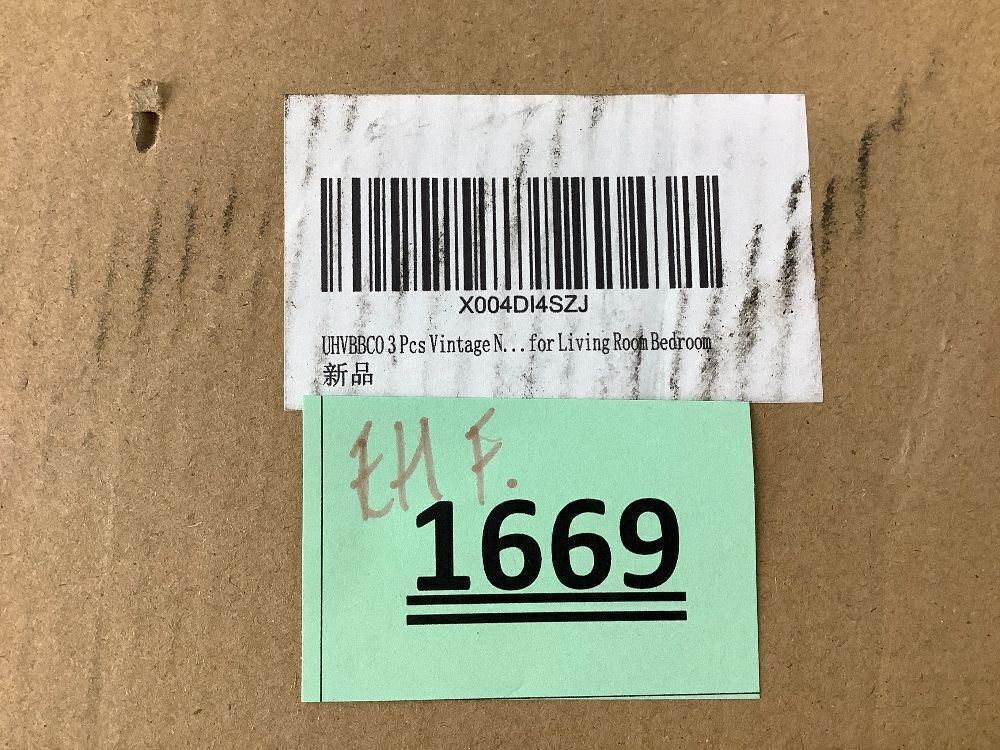 X004DI4SZJ
UHVBBCO 3 Pcs Vintage N...for Living Room Bedroom
新品
EH F.
1669